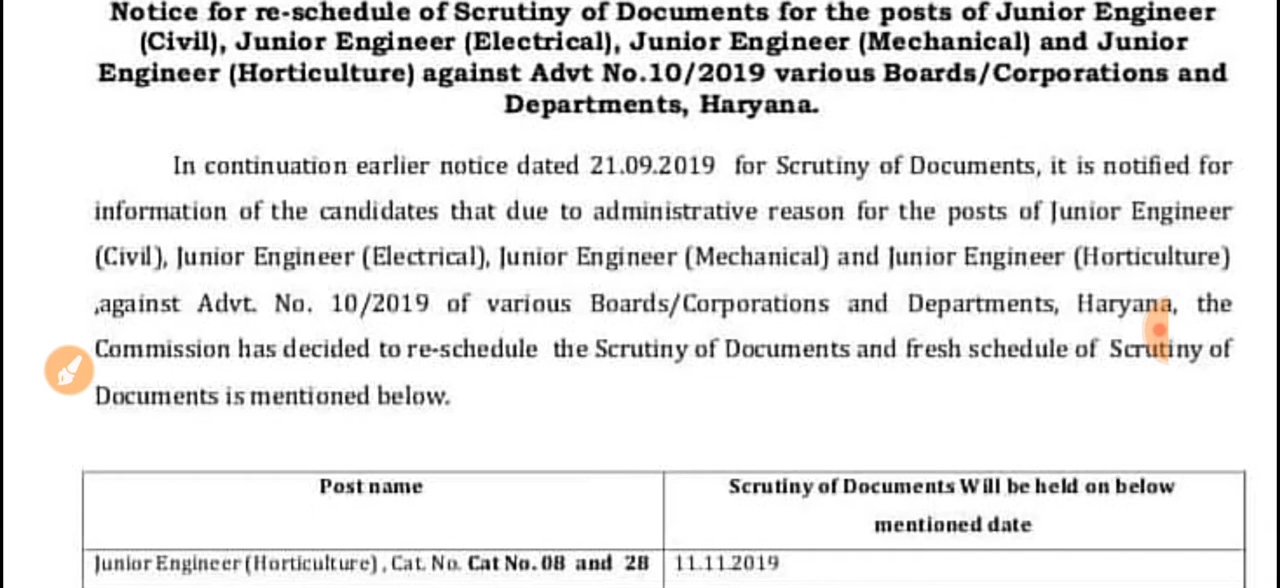 Notice for re-schedule of Scrutiny of Documents for the posts of Junior Engineer
(Civil), Junior Engineer (Electrical), Junior Engineer (Mechanical) and Junior
Engineer (Horticulture) against Advt No.10/2019 various Boards/Corporations and
Departments, Haryana.
In continuation earlier notice dated 21.09.2019 for Scrutiny of Documents, it is notified for
information of the candidates that due to administrative reason for the posts of Junior Engineer
(Civil), Junior Engineer (Electrical), Junior Engineer (Mechanical) and Junior Engineer (Horticulture)
,against Advt. No. 10/2019 of various Boards/Corporations and Departments, Haryana, the
Commission has decided to re-schedule the Scrutiny of Documents and fresh schedule of Scrutiny of
Documents is mentioned below.
Post name
Scrutiny of Documents Will be held on below
mentioned date
Junior Engineer (Horticulture) , Cat. No. Cat No. 08 and 28
11.11.2019